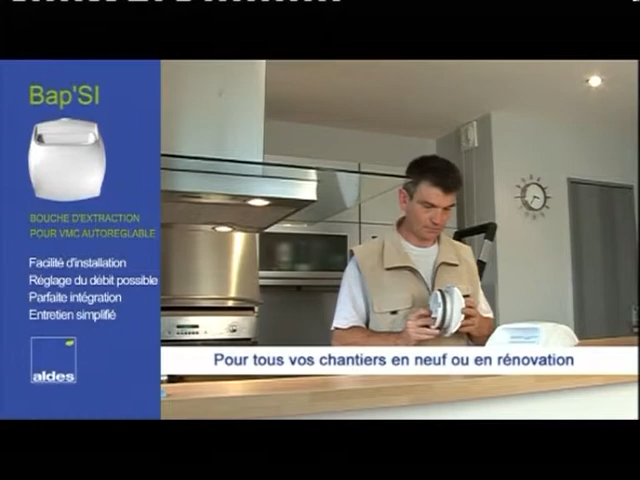 Bap'SI
BOUCHE D'EXTRACTION
POUR VMC AUTOREGLABLE
Facilité d'installation
Réglage du débit possible
Parfaite intégration
Entretien simplifié
aldes
Pour tous vos chantiers en neuf ou en rénovation